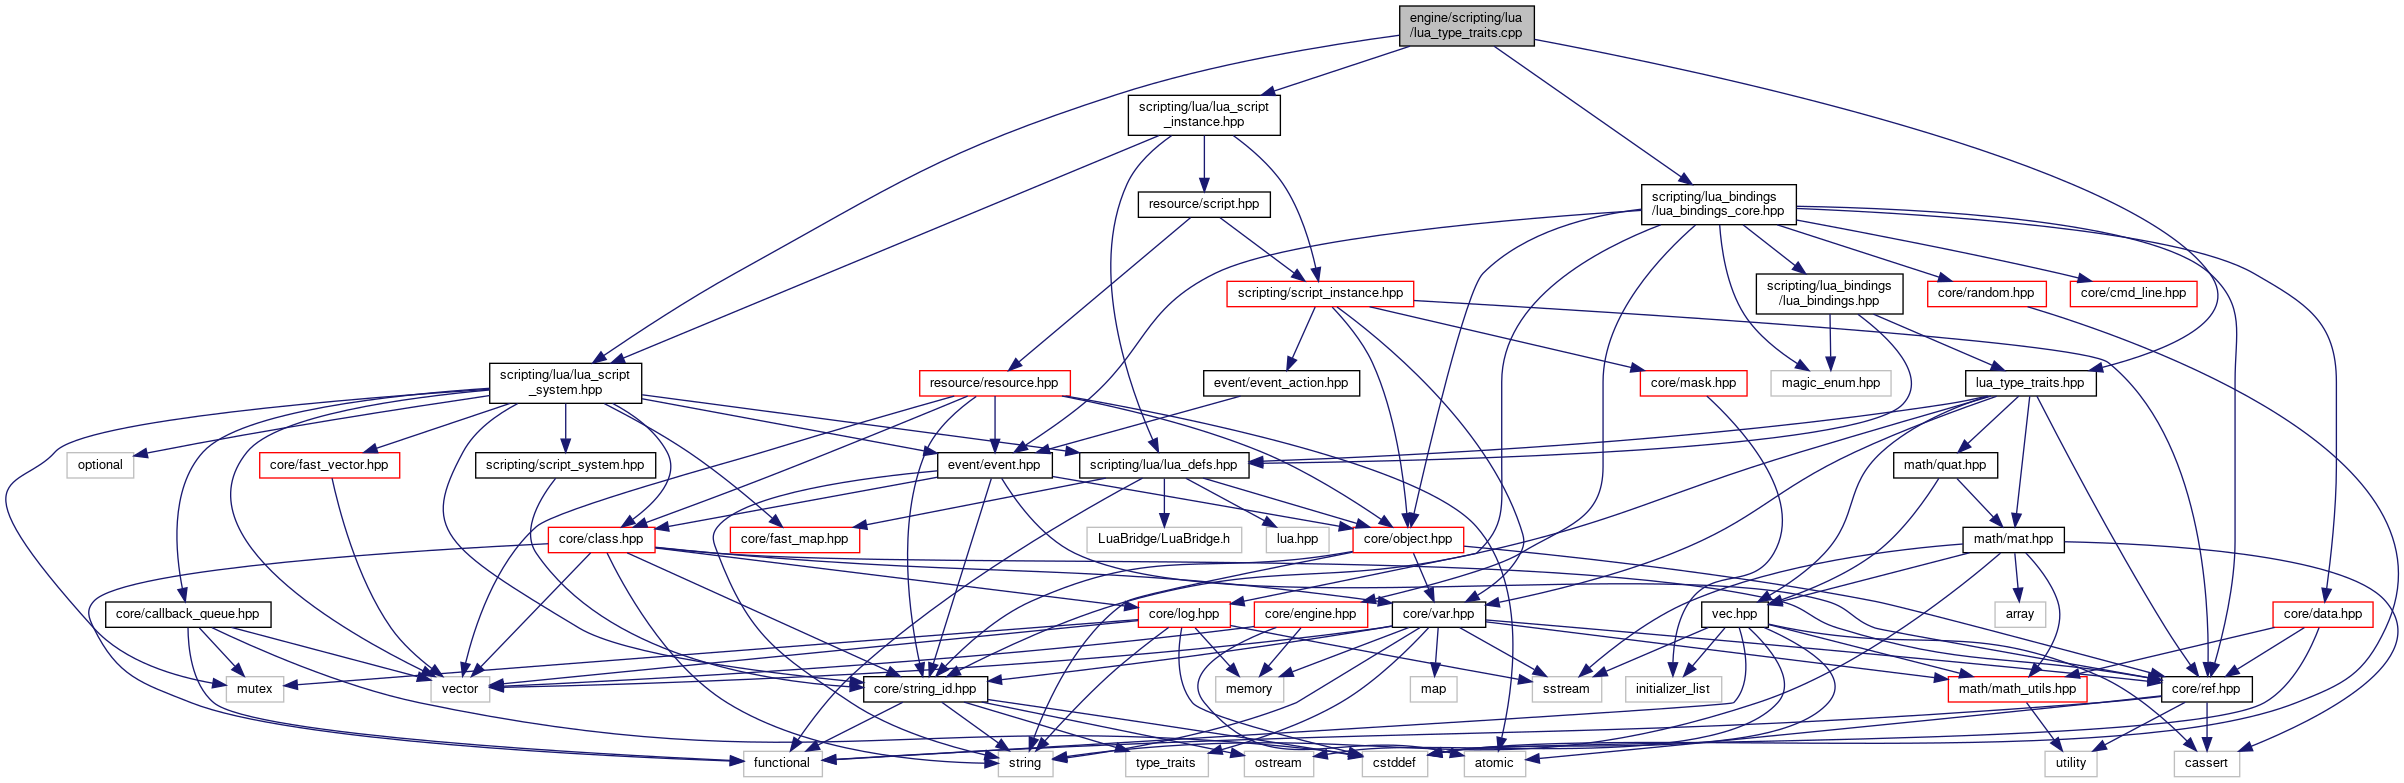 engine/scripting/lua
/lua_type_traits.cpp
scripting/lua/lua_script
_instance.hpp
resource/script.hpp
scripting/lua_bindings
/lua_bindings_core.hpp
scripting/script_instance.hpp
scripting/lua_bindings
/lua_bindings.hpp
core/random.hpp
core/cmd_line.hpp
scripting/lua/lua_script
_system.hpp
resource/resource.hpp
event/event_action.hpp
core/mask.hpp
magic_enum.hpp
lua_type_traits.hpp
optional
core/fast_vector.hpp
scripting/script_system.hpp
event/event.hpp
scripting/lua/lua_defs.hpp
math/quat.hpp
core/class.hpp
core/fast_map.hpp
LuaBridge/LuaBridge.h
lua.hpp
core/object.hpp
math/mat.hpp
core/callback_queue.hpp
core/log.hpp
core/engine.hpp
core/var.hpp
vec.hpp
array
core/data.hpp
mutex
vector
core/string_id.hpp
memory
map
sstream
initializer_list
math/math_utils.hpp
core/ref.hpp
functional
string
type_traits
ostream
cstddef
atomic
utility
cassert